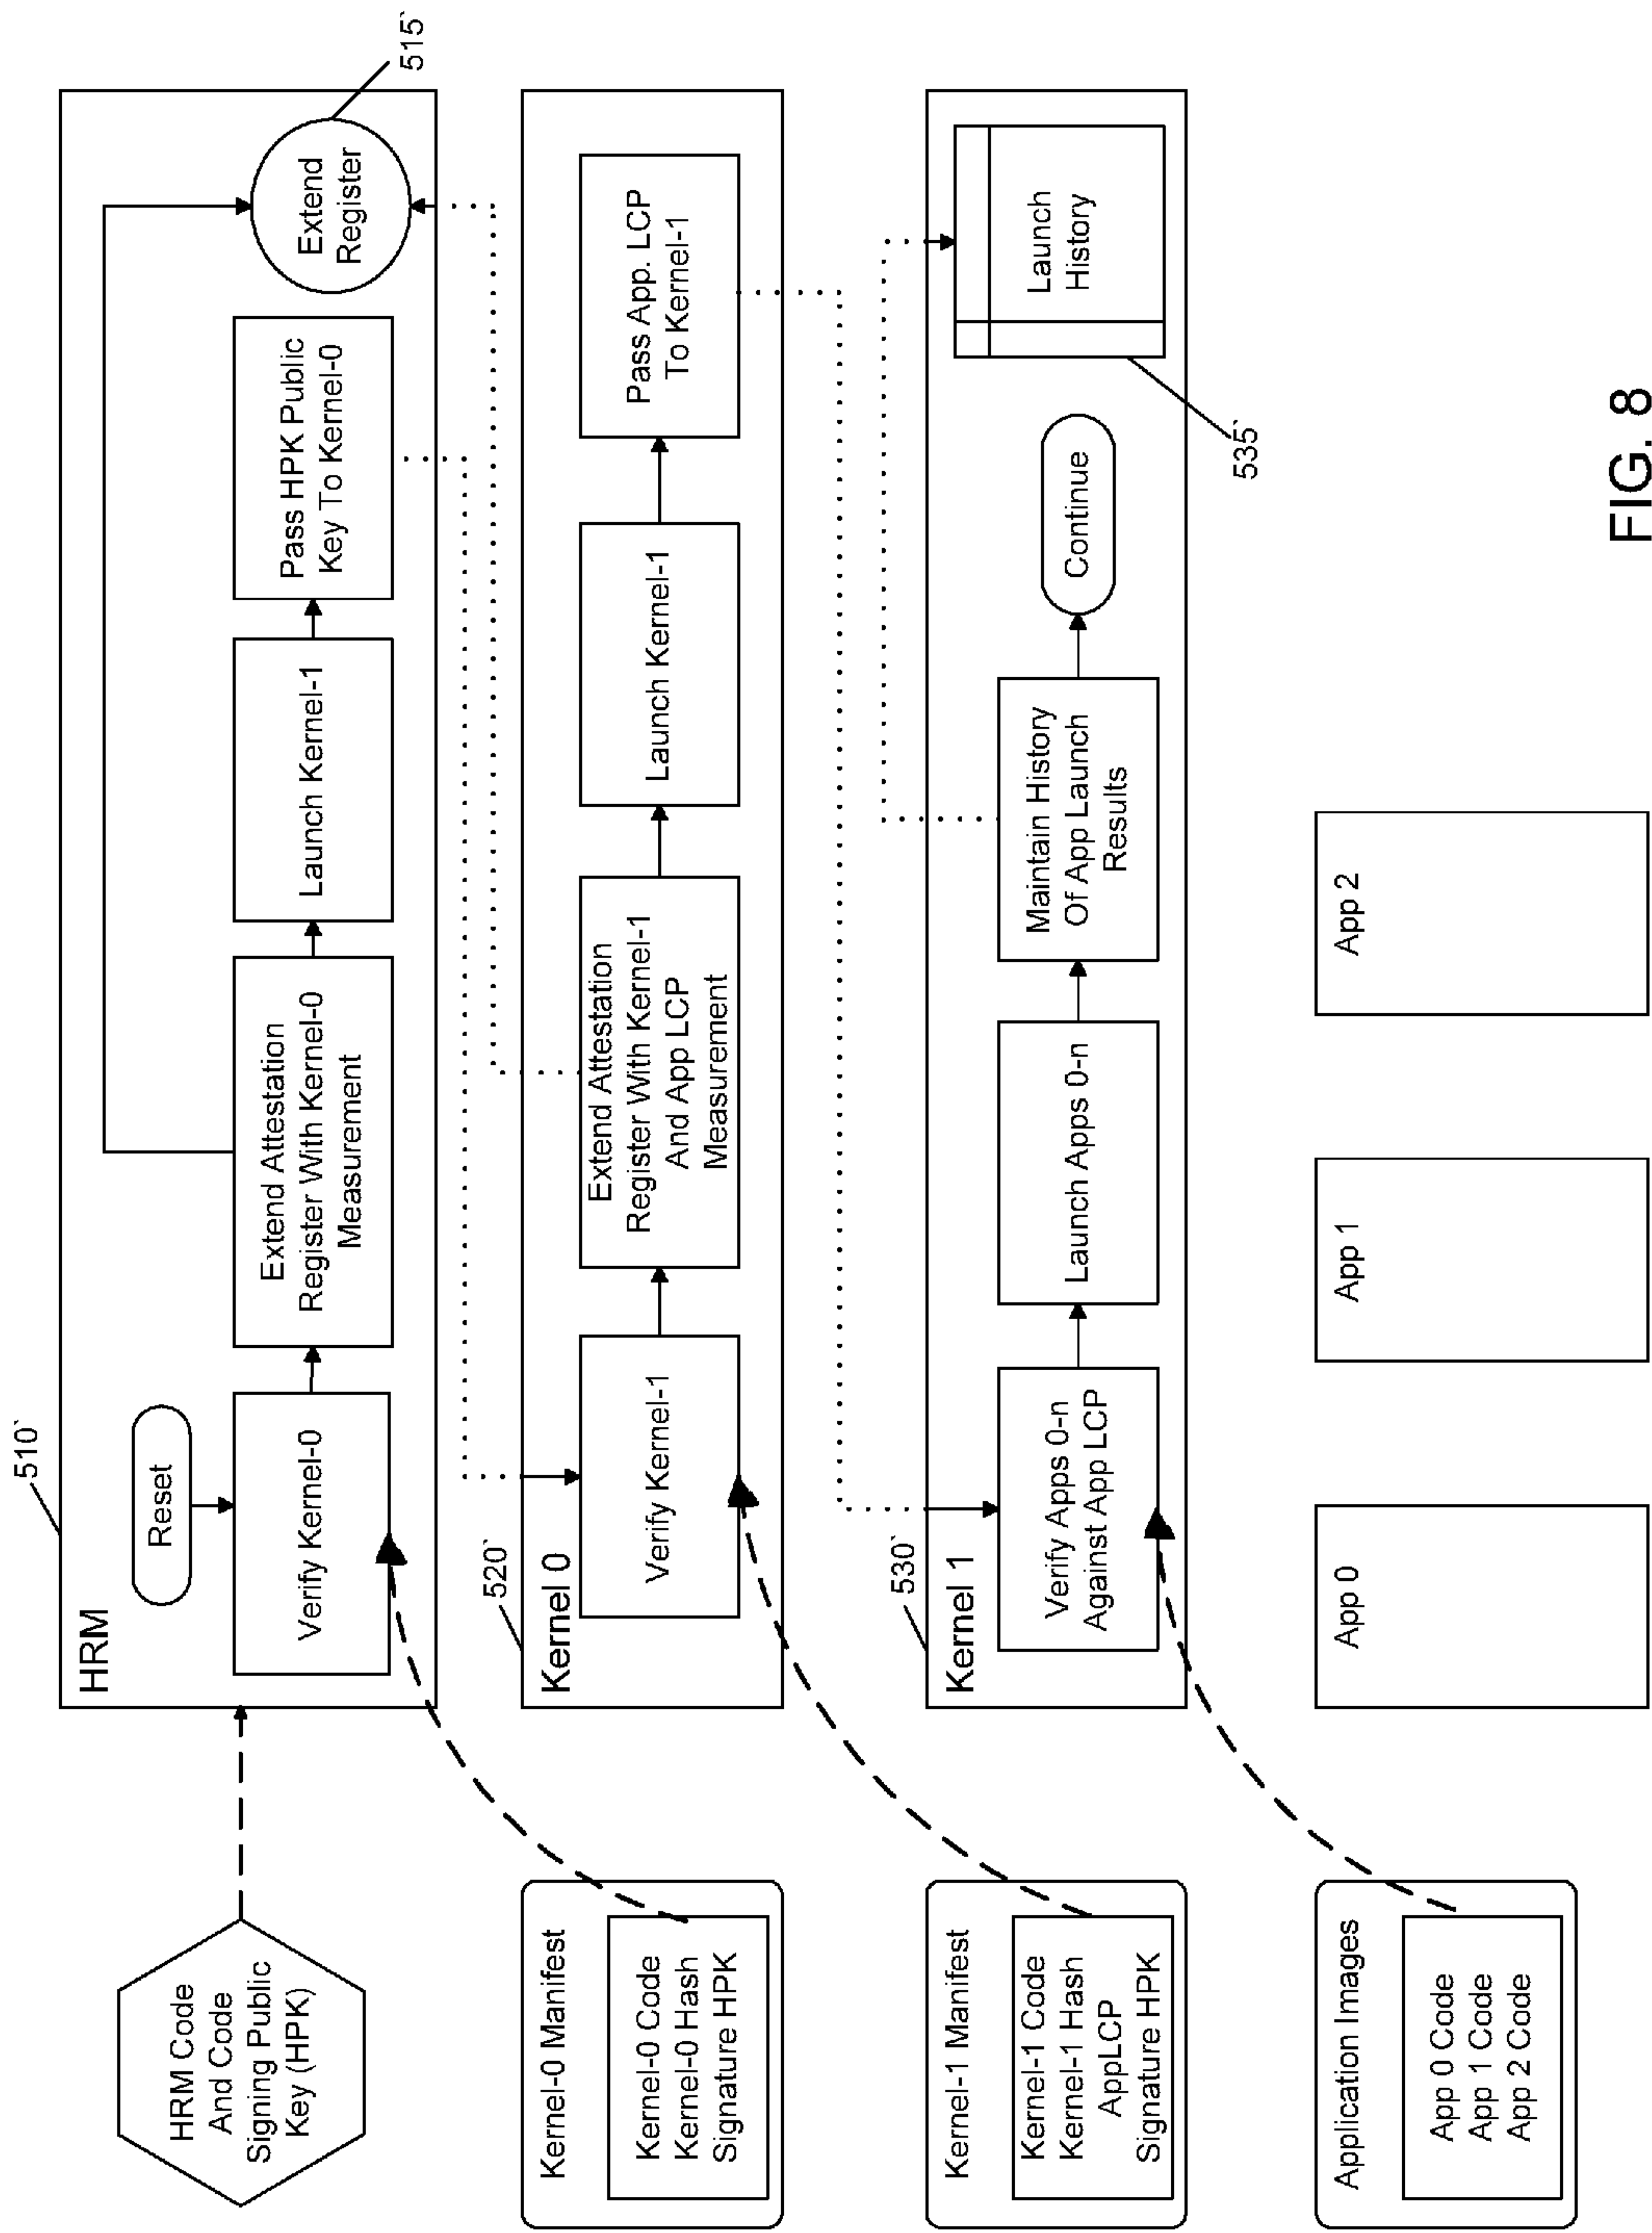 510`
HRM
Reset
515`
HRM Code
And Code
Signing Public
Key (HPK)
Verify Kernel-0
Extend Attestation
Register With Kernel-0
Measurement
Launch Kernel-1
Pass HPK Public
Key To Kernel-0
Extend
Register
520`
Kernel 0
Kernel-0 Manifest
Kernel-0 Code
Kernel-0 Hash
Signature HPK
Verify Kernel-1
Extend Attestation
Register With Kernel-1
And App LCP
Measurement
Launch Kernel-1
Pass App. LCP
To Kernel-1
530`
Kernel 1
Kernel-1 Manifest
Kernel-1 Code
Kernel-1 Hash
AppLCP
Signature HPK
Verify Apps 0-n
Against App LCP
Launch Apps 0-n
Maintain History
Of App Launch
Results
Continue
Launch
History
535`
Application Images
App 0 Code
App 1 Code
App 2 Code
App 0
App 1
App 2
FIG. 8